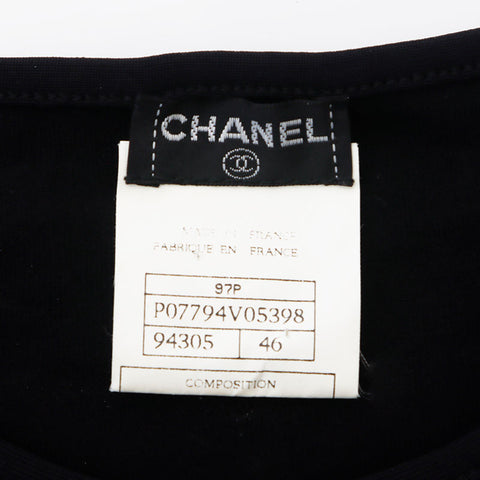 CHANEL
MADE IN FRANCE
FABRIQUE EN FRANCE
97P
P07794V05398
94305 46
COMPOSITION